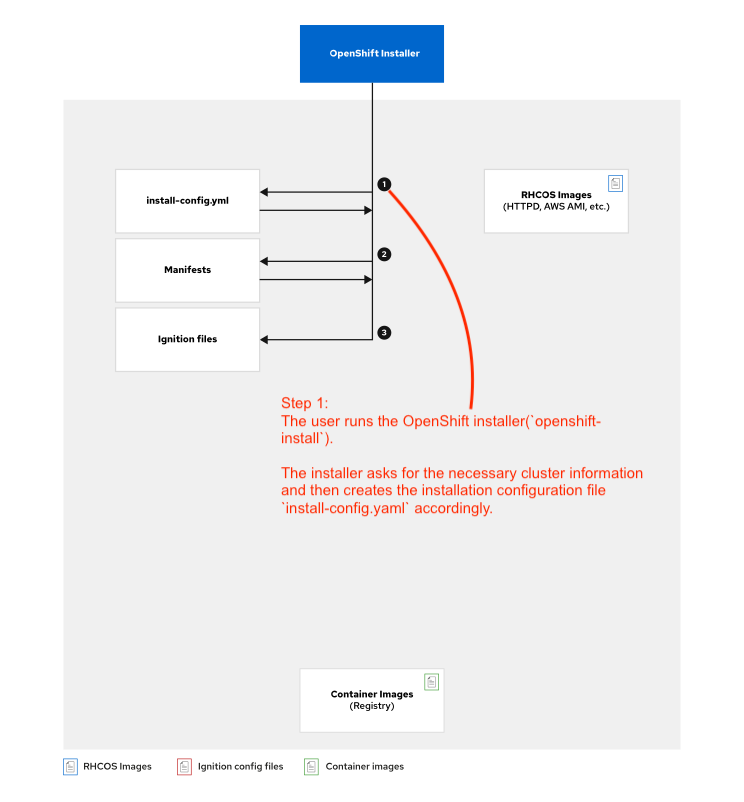 OpenShift Installer
1
install-config.yml
RHCOS Images
(HTTPD, AWS AMI, etc.)
2
Manifests
3
Ignition files
Step 1:
The user runs the OpenShift installer(`openshift-
install`).
The installer asks for the necessary cluster information
and then creates the installation configuration file
`install-config.yaml` accordingly.
Container Images
(Registry)
RHCOS Images
Ignition config files
Container images